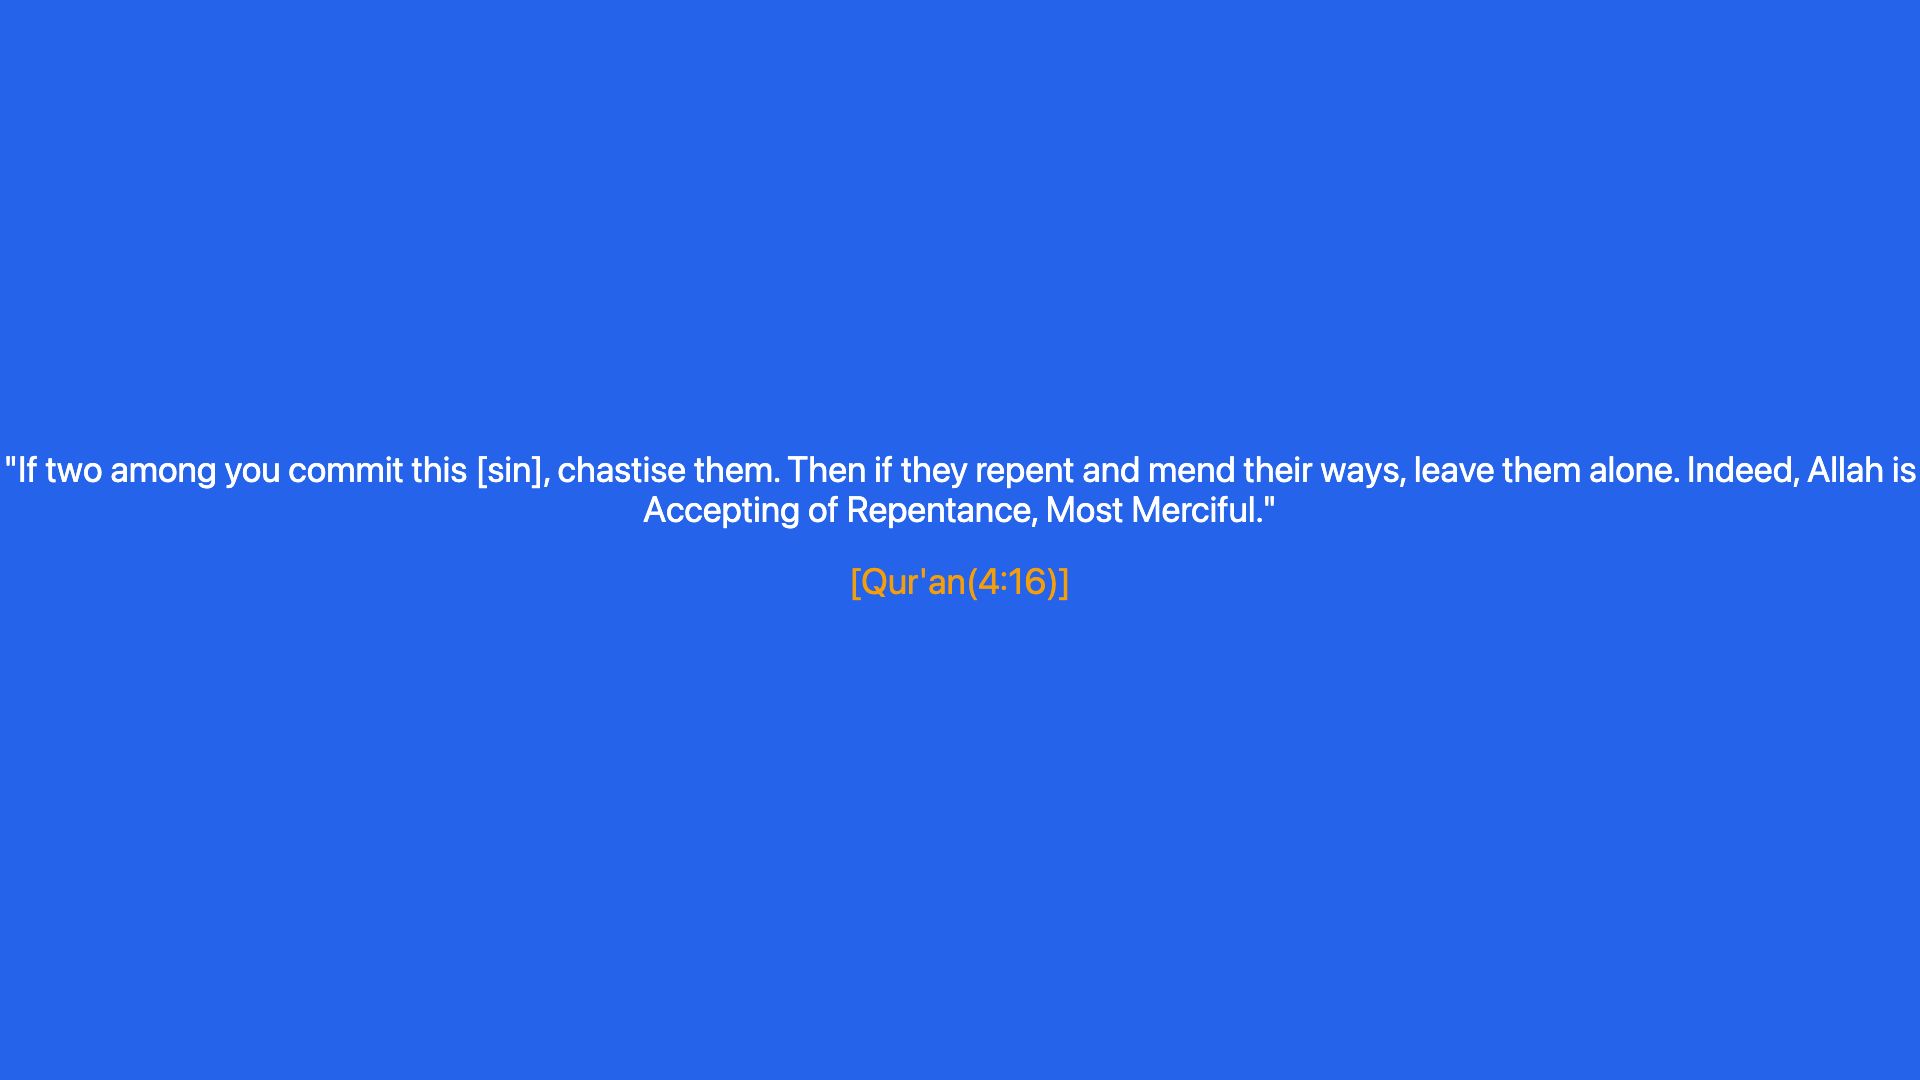 "If two among you commit this [sin], chastise them. Then if they repent and mend their ways, leave them alone. Indeed, Allah is
Accepting of Repentance, Most Merciful."
[Qur'an(4:16)]